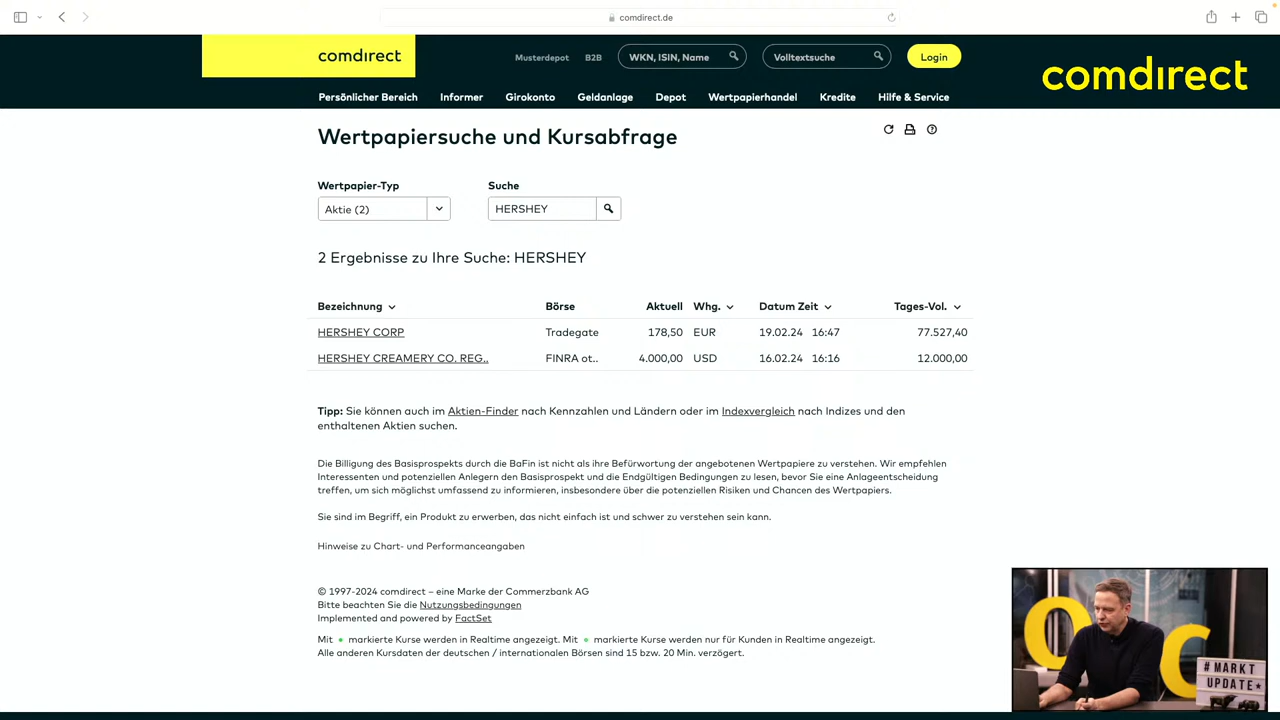 comdirect.de
comdirect
Musterdepot
B2B
WKN, ISIN, Name
Volltextsuche
Login
comdirect
Persönlicher Bereich
Informer
Girokonto
Geldanlage
Depot
Wertpapierhandel
Kredite
Hilfe & Service
Wertpapiersuche und Kursabfrage
Wertpapier-Typ
Suche
Aktie (2)
HERSHEY
2 Ergebnisse zu Ihre Suche: HERSHEY
Bezeichnung Börse Aktuell Whg. Datum Zeit Tages-Vol.
HERSHEY CORP Tradegate 178,50 EUR 19.02.24 16:47 77.527,40
HERSHEY CREAMERY CO. REG.. FINRA ot.. 4.000,00 USD 16.02.24 16:16 12.000,00
Tipp: Sie können auch im Aktien-Finder nach Kennzahlen und Ländern oder im Indexvergleich nach Indizes und den
enthaltenen Aktien suchen.
Die Billigung des Basisprospekts durch die BaFin ist nicht als ihre Befürwortung der angebotenen Wertpapiere zu verstehen. Wir empfehlen
Interessenten und potenziellen Anlegern den Basisprospekt und die Endgültigen Bedingungen zu lesen, bevor Sie eine Anlageentscheidung
treffen, um sich möglichst umfassend zu informieren, insbesondere über die potenziellen Risiken und Chancen des Wertpapiers.
Sie sind im Begriff, ein Produkt zu erwerben, das nicht einfach ist und schwer zu verstehen sein kann.
Hinweise zu Chart- und Performanceangaben
© 1997-2024 comdirect – eine Marke der Commerzbank AG
Bitte beachten Sie die Nutzungsbedingungen
Implemented and powered by FactSet
Mit markierte Kurse werden in Realtime angezeigt. Mit markierte Kurse werden nur für Kunden in Realtime angezeigt.
Alle anderen Kursdaten der deutschen / internationalen Börsen sind 15 bzw. 20 Min. verzögert.
#MARKT
UPDATE